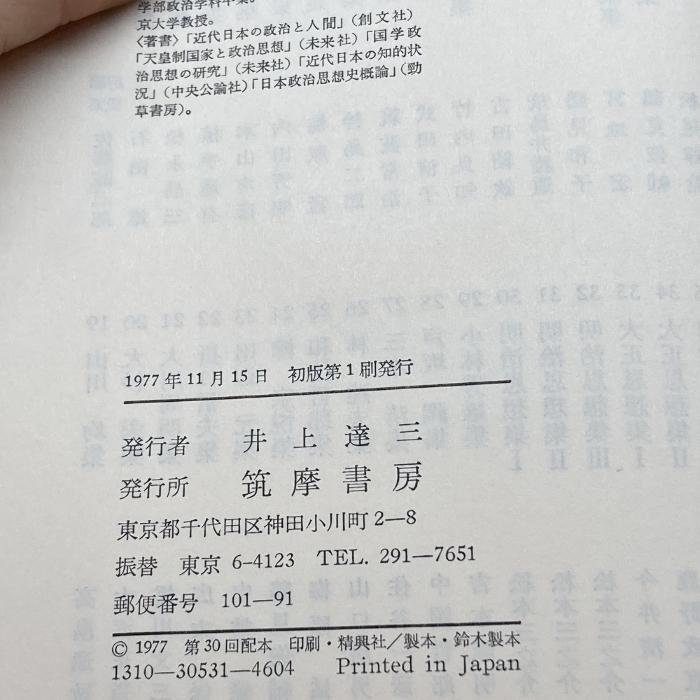 学部政治学科卒業。
京大学教授。
〈著書〉「近代日本の政治と人間」（創文社）
「天皇制国家と政治思想」（未来社）「国学政
治思想の研究」（未来社）「近代日本の知的状
況」（中央公論社）「日本政治思想史概論」（勁
草書房）。
1977年11月15日 初版第1刷発行
発行者 井上達三
発行所 筑摩書房
東京都千代田区神田小川町2—8
振替 東京 6-4123 TEL. 291—7651
郵便番号 101—91
© 1977 第30回配本 印刷・精興社／製本・鈴木製本
1310—30531—4604 Printed in Japan